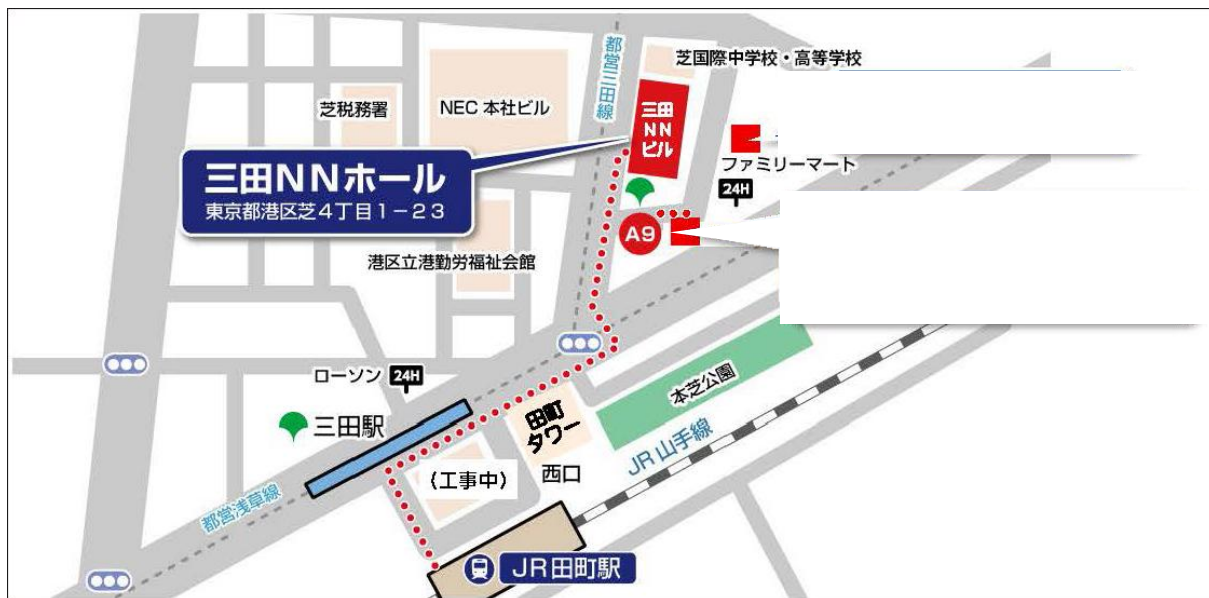 都営三田線
芝国際中学校・高等学校
芝税務署
NEC 本社ビル
三田
NN
ビル
三田NNホール
東京都港区芝4丁目1－23
ファミリーマート
24H
A9
港区立港勤労福祉会館
ローソン 24H
三田駅
田町
タワー
本芝公園
(工事中)
西口
JR 山手線
都営浅草線
JR田町駅